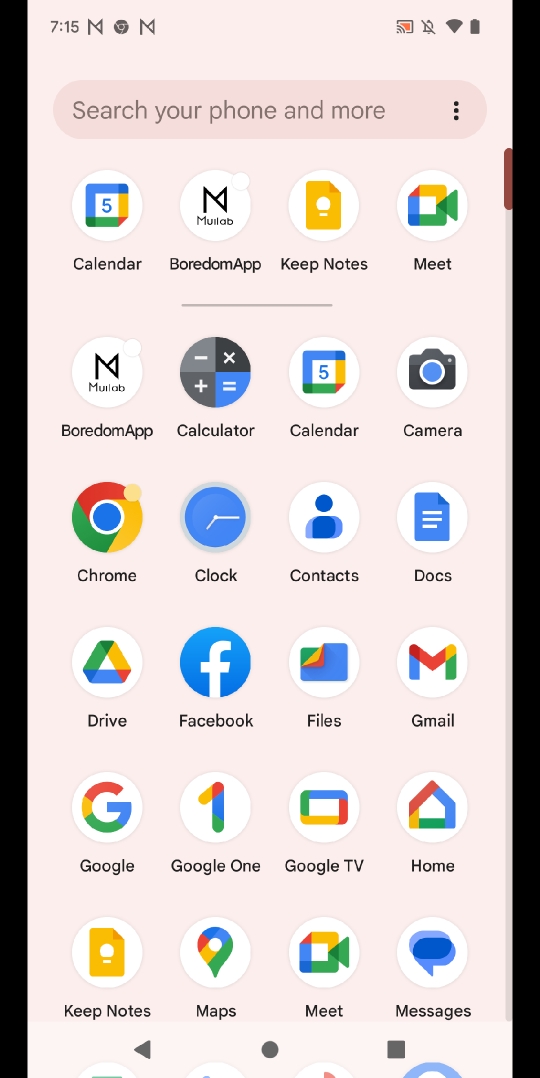 7:15
Search your phone and more
5
Muilab
Calendar BoredomApp Keep Notes Meet
Muilab
5
BoredomApp Calculator Calendar Camera
Chrome Clock Contacts Docs
Drive Facebook Files Gmail
Google Google One Google TV Home
Keep Notes Maps Meet Messages